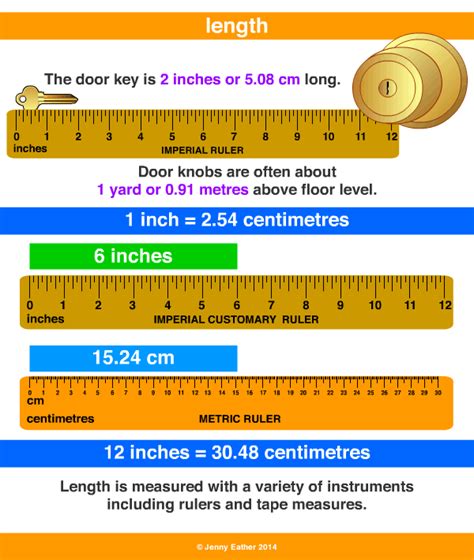 length
The door key is 2 inches or 5.08 cm long.
0 1 2 3 4 5 6 7 8 9 10 11 12
inches IMPERIAL RULER
Door knobs are often about
1 yard or 0.91 metres above floor level.
1 inch = 2.54 centimetres
6 inches
0 1 2 3 4 5 6 7 8 9 10 11 12
inches IMPERIAL CUSTOMARY RULER
15.24 cm
0 1 2 3 4 5 6 7 8 9 10 11 12 13 14 15 16 17 18 19 20 21 22 23 24 25 26 27 28 29 30
cm
centimetres METRIC RULER
12 inches = 30.48 centimetres
Length is measured with a variety of instruments
including rulers and tape measures.
© Jenny Eather 2014